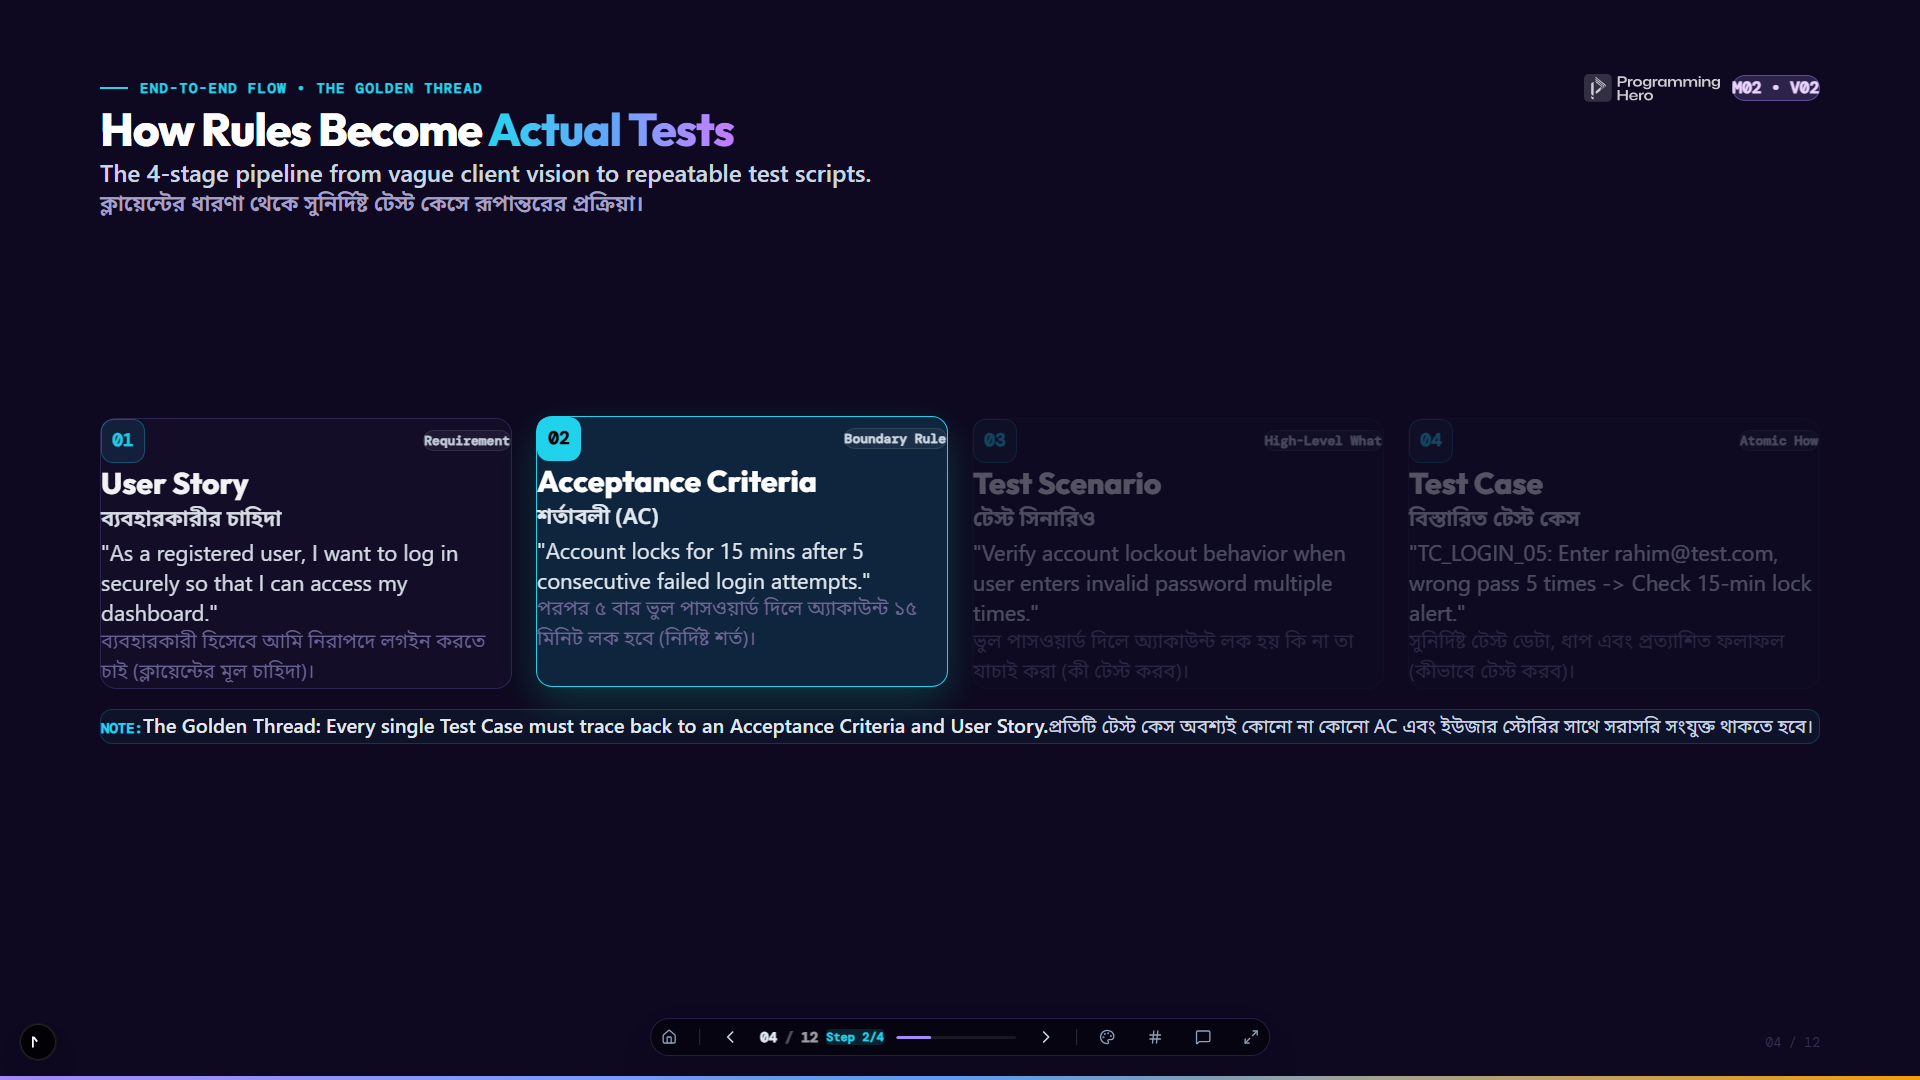 END-TO-END FLOW • THE GOLDEN THREAD
Programming
Hero
M02 • V02
How Rules Become Actual Tests
The 4-stage pipeline from vague client vision to repeatable test scripts.
ক্লায়েন্টের ধারণা থেকে সুনির্দিষ্ট টেস্ট কেসে রূপান্তরের প্রক্রিয়া।
01
Requirement
User Story
ব্যবহারকারীর চাহিদা
"As a registered user, I want to log in
securely so that I can access my
dashboard."
ব্যবহারকারী হিসেবে আমি নিরাপদে লগইন করতে
চাই (ক্লায়েন্টের মূল চাহিদা)।
02
Boundary Rule
Acceptance Criteria
শর্তাবলী (AC)
"Account locks for 15 mins after 5
consecutive failed login attempts."
পরপর ৫ বার ভুল পাসওয়ার্ড দিলে অ্যাকাউন্ট ১৫
মিনিট লক হবে (নির্দিষ্ট শর্ত)।
03
High-Level What
Test Scenario
টেস্ট সিনারিও
"Verify account lockout behavior when
user enters invalid password multiple
times."
ভুল পাসওয়ার্ড দিলে অ্যাকাউন্ট লক হয় কি না তা
যাচাই করা (কী টেস্ট করব)।
04
Atomic How
Test Case
বিস্তারিত টেস্ট কেস
"TC_LOGIN_05: Enter rahim@test.com,
wrong pass 5 times -> Check 15-min lock
alert."
সুনির্দিষ্ট টেস্ট ডেটা, ধাপ এবং প্রত্যাশিত ফলাফল
(কীভাবে টেস্ট করব)।
NOTE:The Golden Thread: Every single Test Case must trace back to an Acceptance Criteria and User Story.প্রতিটি টেস্ট কেস অবশ্যই কোনো না কোনো AC এবং ইউজার স্টোরির সাথে সরাসরি সংযুক্ত থাকতে হবে।
04 / 12 Step 2/4
04 / 12